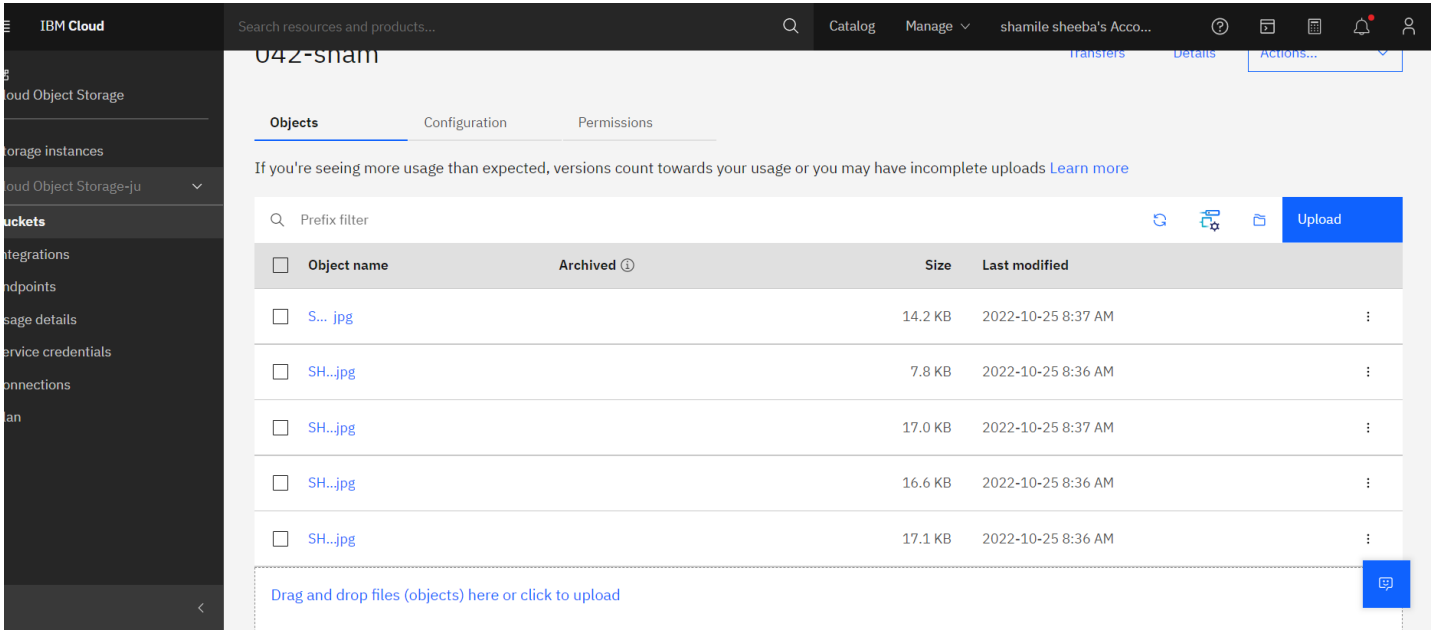 IBM Cloud
Search resources and products...
Catalog
Manage
shamile sheeba's Acco...
042-sham
Transfers
Details
Actions...
loud Object Storage
torage instances
loud Object Storage-ju
uckets
ntegrations
ndpoints
sage details
ervice credentials
onnections
lan
Objects
Configuration
Permissions
If you're seeing more usage than expected, versions count towards your usage or you may have incomplete uploads Learn more
Prefix filter
Upload
Object name Archived Size Last modified
S... jpg 14.2 KB 2022-10-25 8:37 AM
SH...jpg 7.8 KB 2022-10-25 8:36 AM
SH...jpg 17.0 KB 2022-10-25 8:37 AM
SH...jpg 16.6 KB 2022-10-25 8:36 AM
SH...jpg 17.1 KB 2022-10-25 8:36 AM
Drag and drop files (objects) here or click to upload